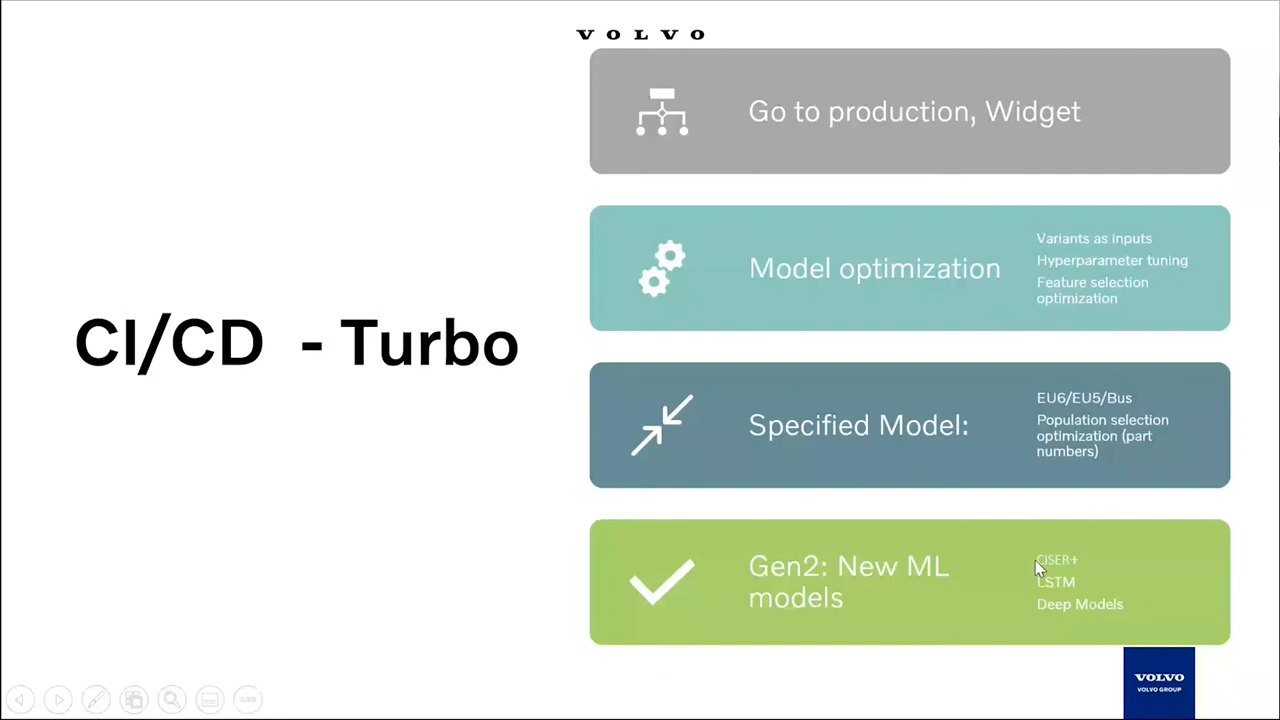 VOLVO
Go to production, Widget
CI/CD - Turbo
Model optimization
Variants as inputs
Hyperparameter tuning
Feature selection
optimization
Specified Model:
EU6/EU5/Bus
Population selection
optimization (part
numbers)
Gen2: New ML
models
CISER+
LSTM
Deep Models
VOLVO
VOLVO GROUP